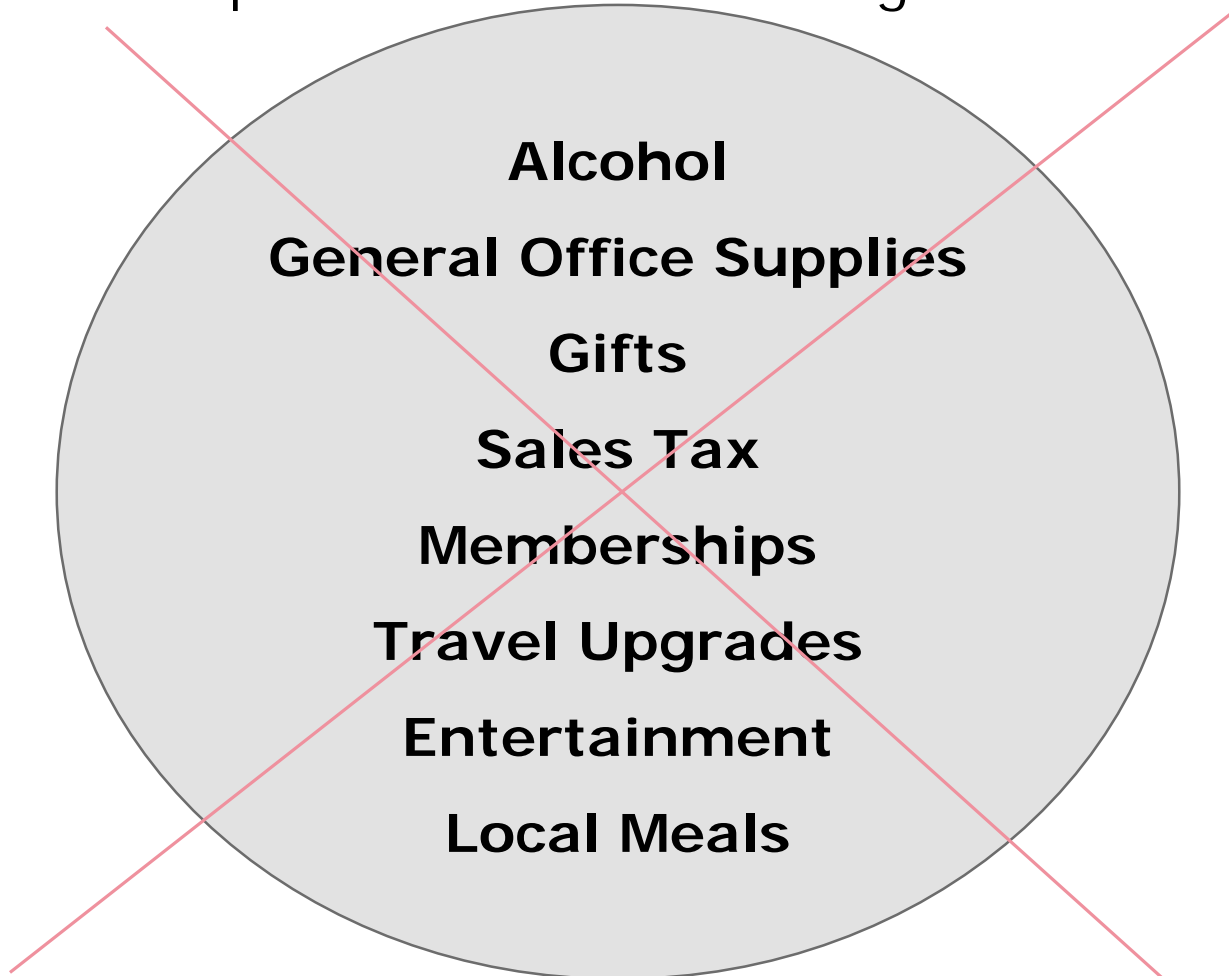 Alcohol
General Office Supplies
Gifts
Sales Tax
Memberships
Travel Upgrades
Entertainment
Local Meals